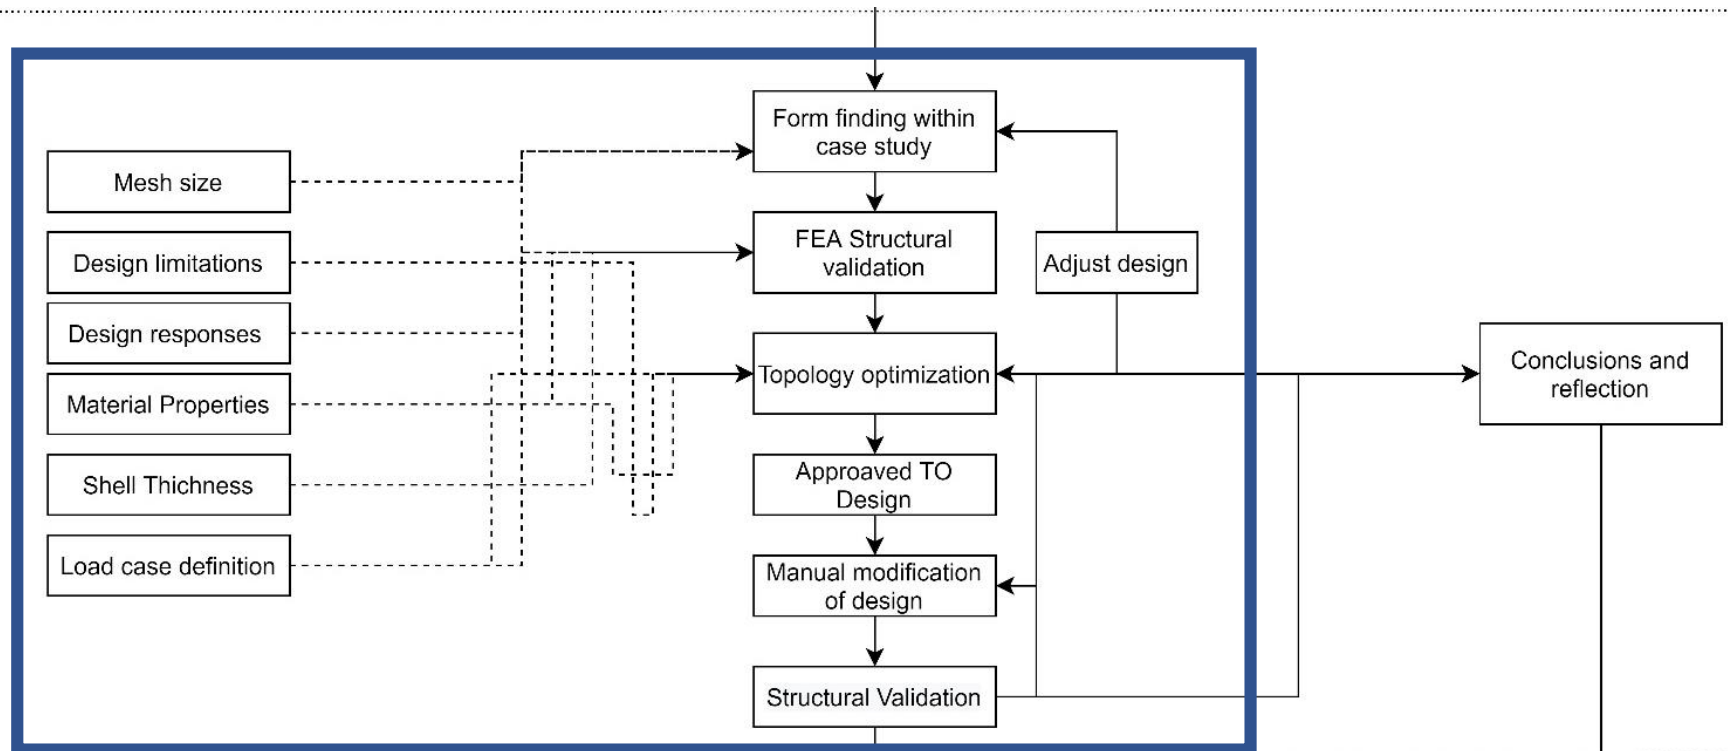 Form finding within
case study
Mesh size
FEA Structural
validation
Design limitations
Adjust design
Design responses
Topology optimization
Conclusions and
reflection
Material Properties
Approaved TO
Design
Shell Thichness
Load case definition
Manual modification
of design
Structural Validation